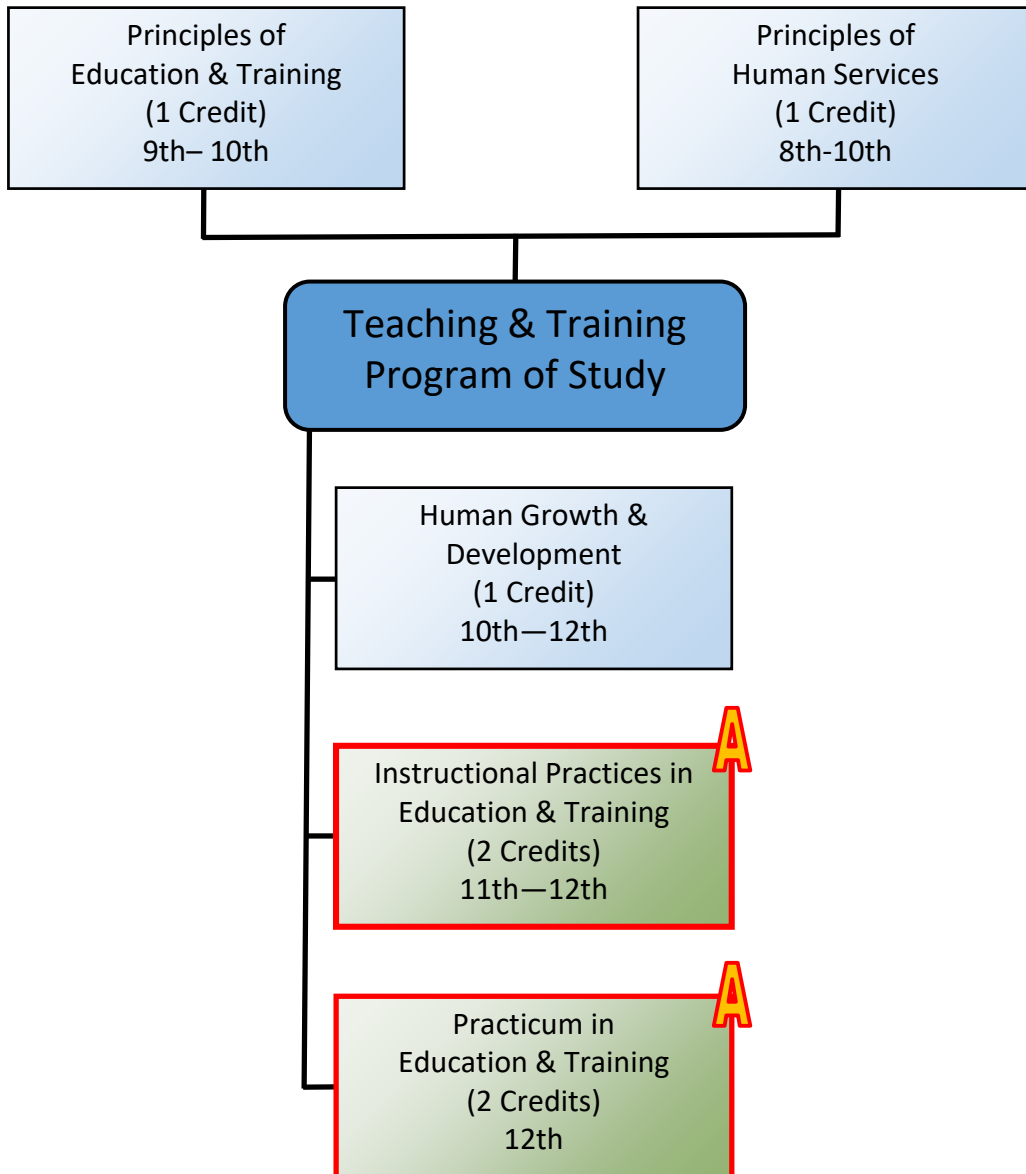 Principles of
Education & Training
(1 Credit)
9th– 10th
Principles of
Human Services
(1 Credit)
8th-10th
Teaching & Training
Program of Study
Human Growth &
Development
(1 Credit)
10th—12th
A
Instructional Practices in
Education & Training
(2 Credits)
11th—12th
A
Practicum in
Education & Training
(2 Credits)
12th